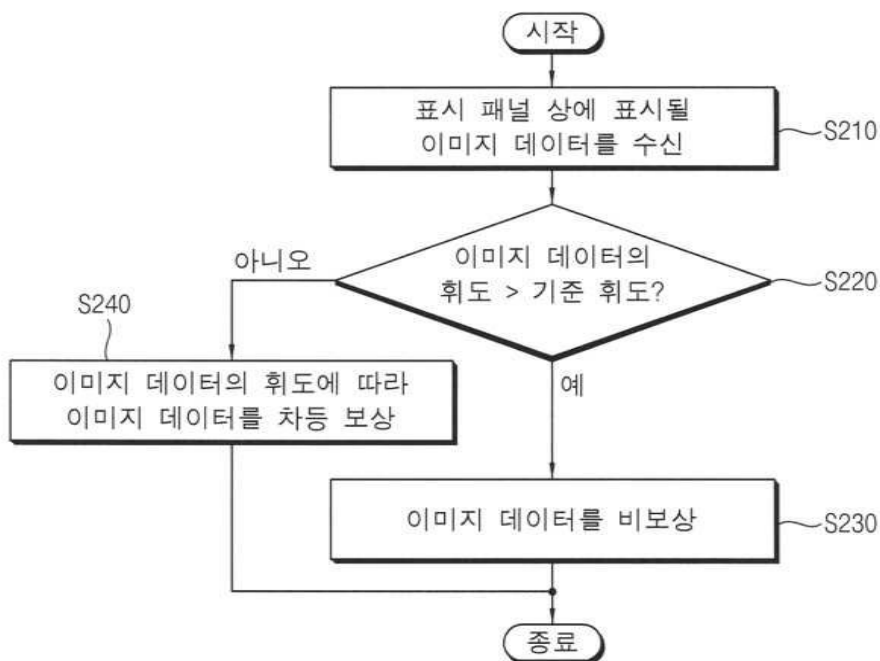 시작
표시 패널 상에 표시될
이미지 데이터를 수신
S210
이미지 데이터의
휘도 > 기준 휘도?
S220
아니오
S240
이미지 데이터의 휘도에 따라
이미지 데이터를 차등 보상
예
이미지 데이터를 비보상
S230
종료